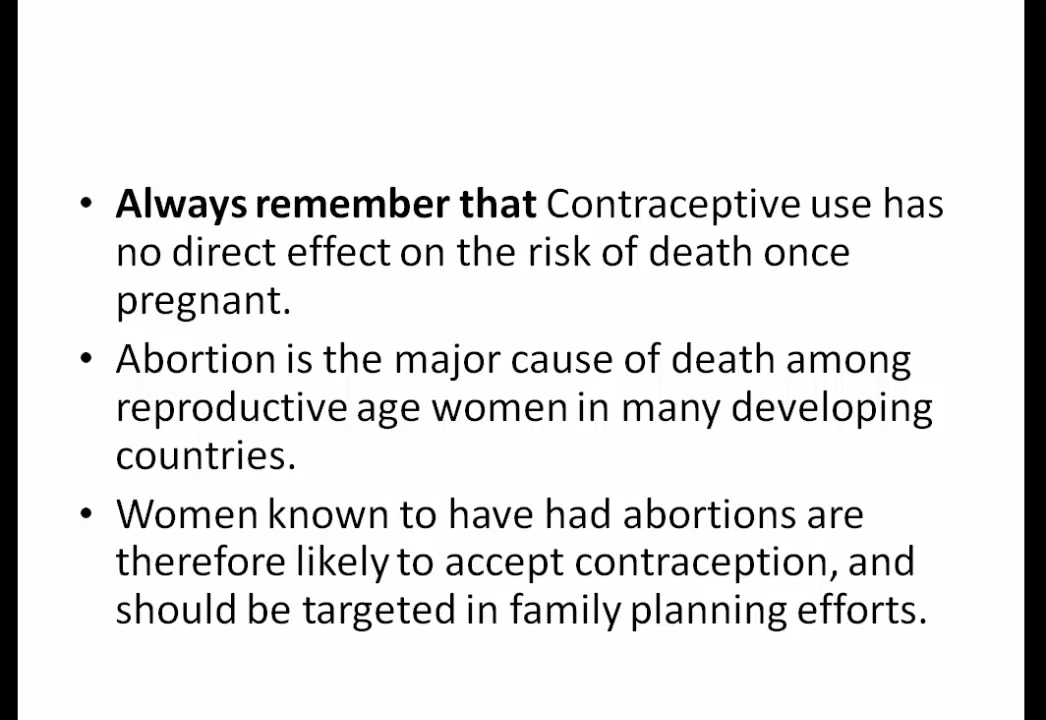 • Always remember that Contraceptive use has
no direct effect on the risk of death once
pregnant.
• Abortion is the major cause of death among
reproductive age women in many developing
countries.
• Women known to have had abortions are
therefore likely to accept contraception, and
should be targeted in family planning efforts.